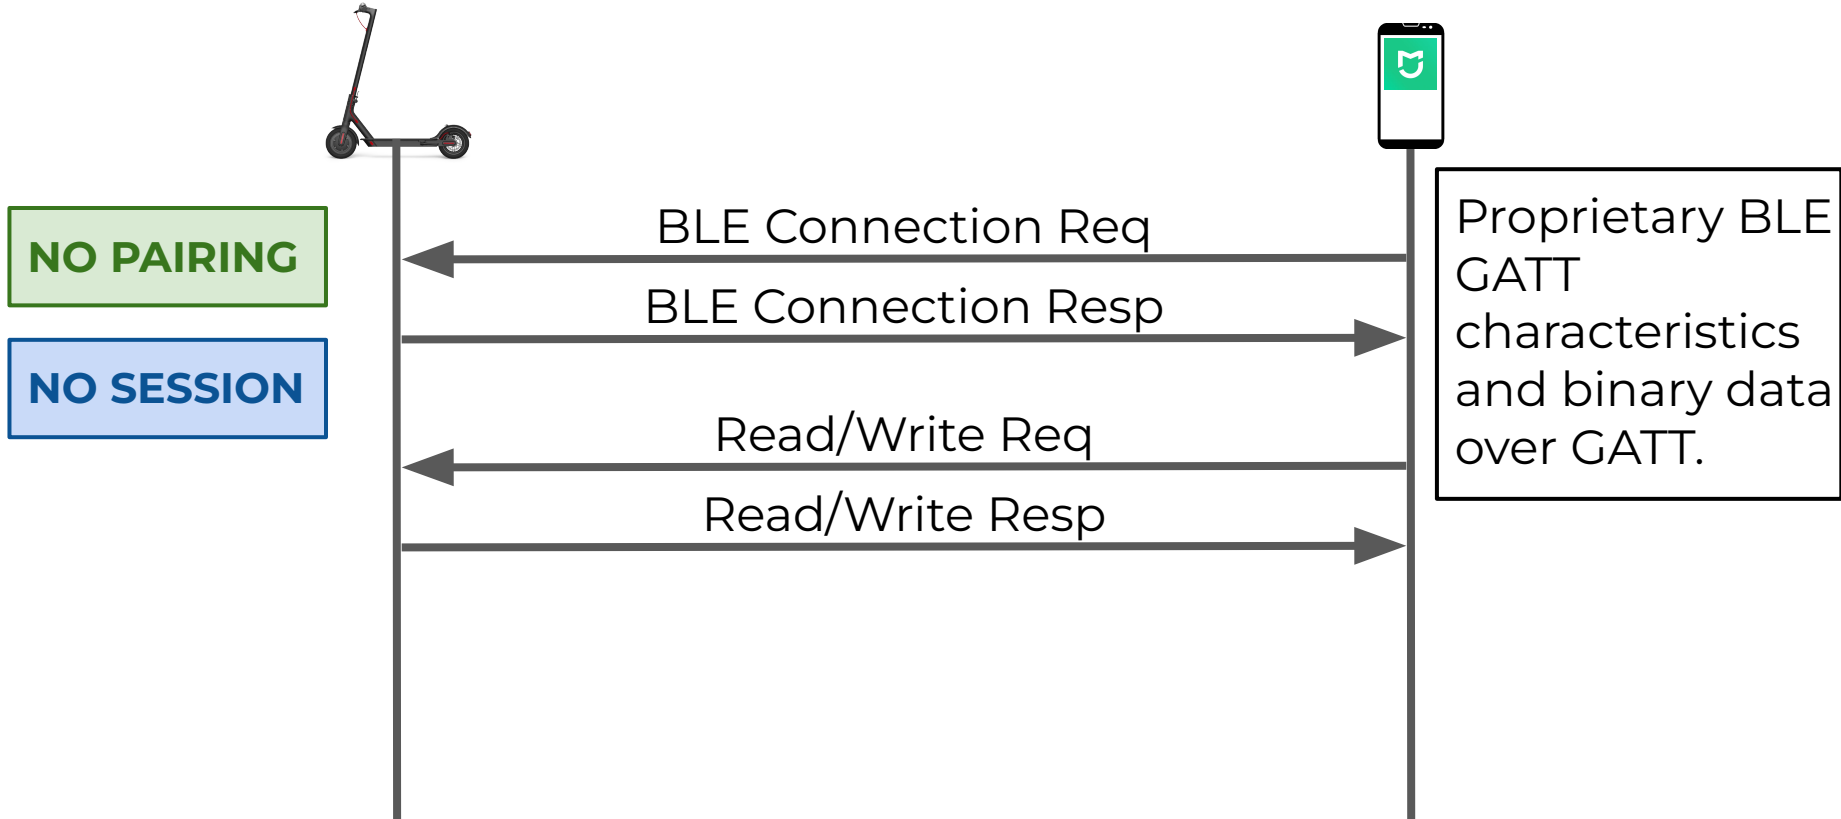 NO PAIRING
NO SESSION
BLE Connection Req
BLE Connection Resp
Read/Write Req
Read/Write Resp
Proprietary BLE
GATT
characteristics
and binary data
over GATT.